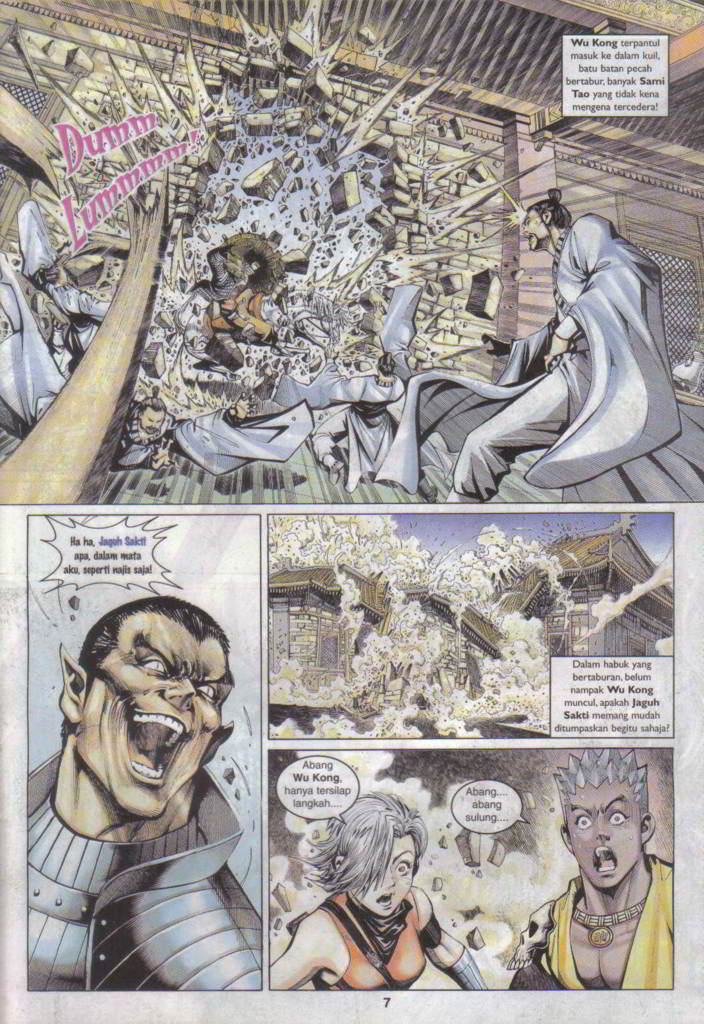 Wu Kong terpantul
masuk ke dalam kuil,
batu batan pecah
bertabur, banyak Sami
Tao yang tidak kena
mengena tercedera!
Dumm
Lummmm!
Ha ha, Jaguh Sakti
apa, dalam mata
aku, seperti najis saja!
Dalam habuk yang
bertaburan, belum
nampak Wu Kong
muncul, apakah Jaguh
Sakti memang mudah
ditumpaskan begitu sahaja?
Abang
Wu Kong,
hanya tersilap
langkah....
Abang....
abang
sulung....
7